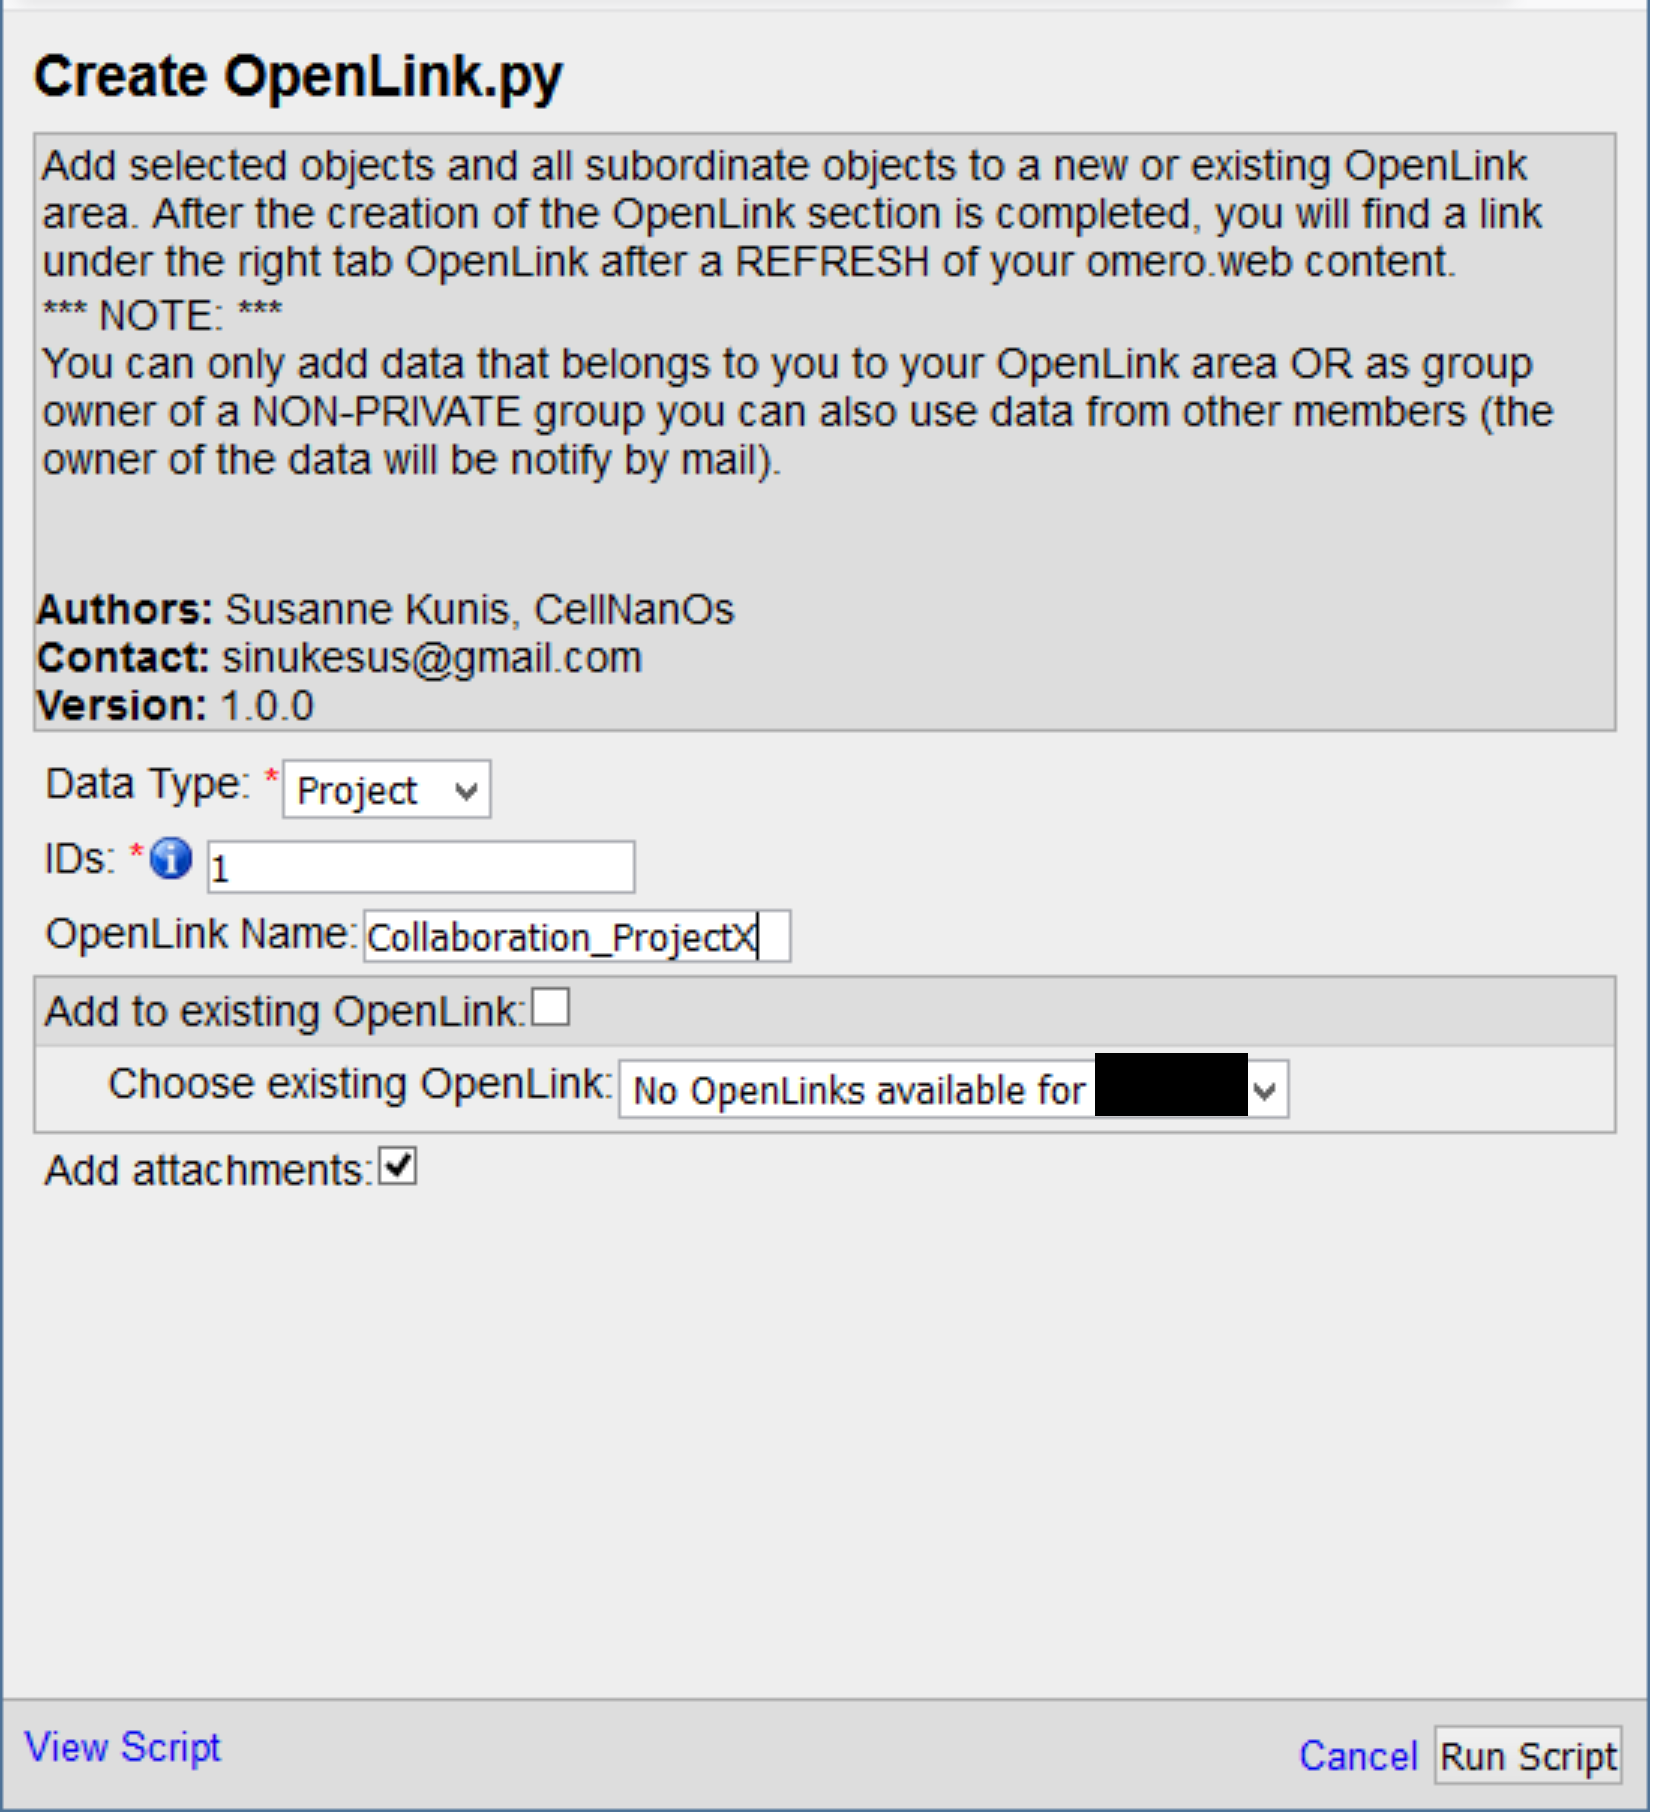 Create OpenLink.py
Add selected objects and all subordinate objects to a new or existing OpenLink
area. After the creation of the OpenLink section is completed, you will find a link
under the right tab OpenLink after a REFRESH of your omero.web content.
*** NOTE: ***
You can only add data that belongs to you to your OpenLink area OR as group
owner of a NON-PRIVATE group you can also use data from other members (the
owner of the data will be notify by mail).
Authors: Susanne Kunis, CellNanOs
Contact: sinukesus@gmail.com
Version: 1.0.0
Data Type: * Project
IDs: * i 1
OpenLink Name: Collaboration_ProjectX
Add to existing OpenLink:
Choose existing OpenLink: No OpenLinks available for
Add attachments:
View Script
Cancel Run Script